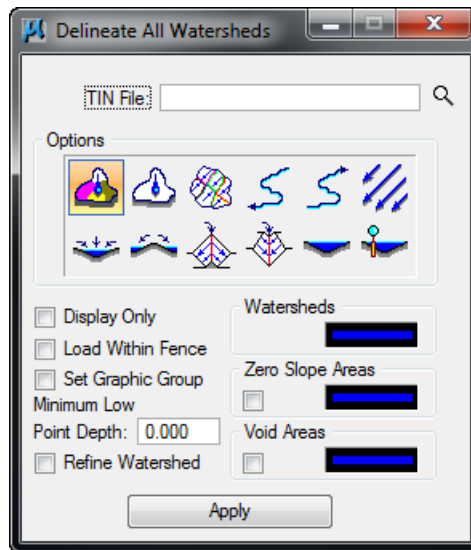 Delineate All Watersheds
TIN File:
Options
Display Only
Load Within Fence
Set Graphic Group
Minimum Low
Point Depth: 0.000
Refine Watershed
Watersheds
Zero Slope Areas
Void Areas
Apply